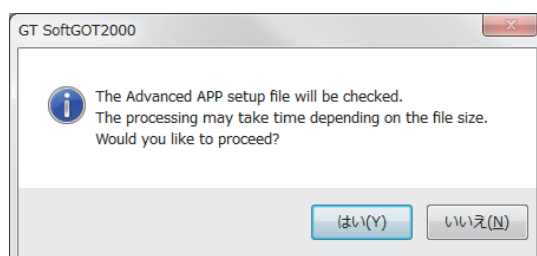 GT SoftGOT2000
The Advanced APP setup file will be checked.
The processing may take time depending on the file size.
Would you like to proceed?
はい(Y)
いいえ(N)